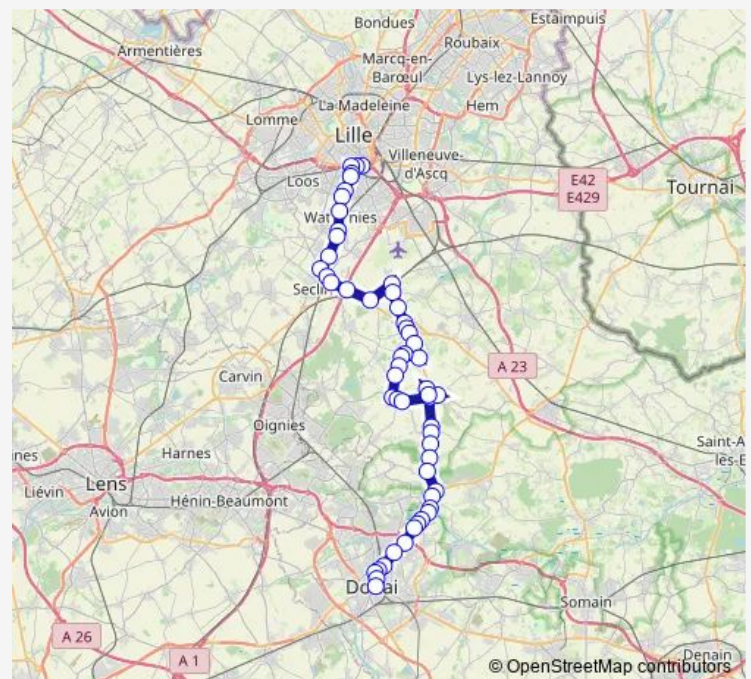 Bondues
Estaimpuis
Armentières
Roubaix
Marcq-en-
Barœul
Lys-lez-Lannoy
La Madeleine
Hem
Lomme
Lille
Villeneuve-
d'Ascq
Loos
E42
E429
Tournai
Seclin
A 23
Carvin
Oignies
Harnes
Lens
Liévin
Avion
Hénin-Beaumont
Saint-A
les-E
Somain
A 26
A 1
Denain
© OpenStreetMap contributors